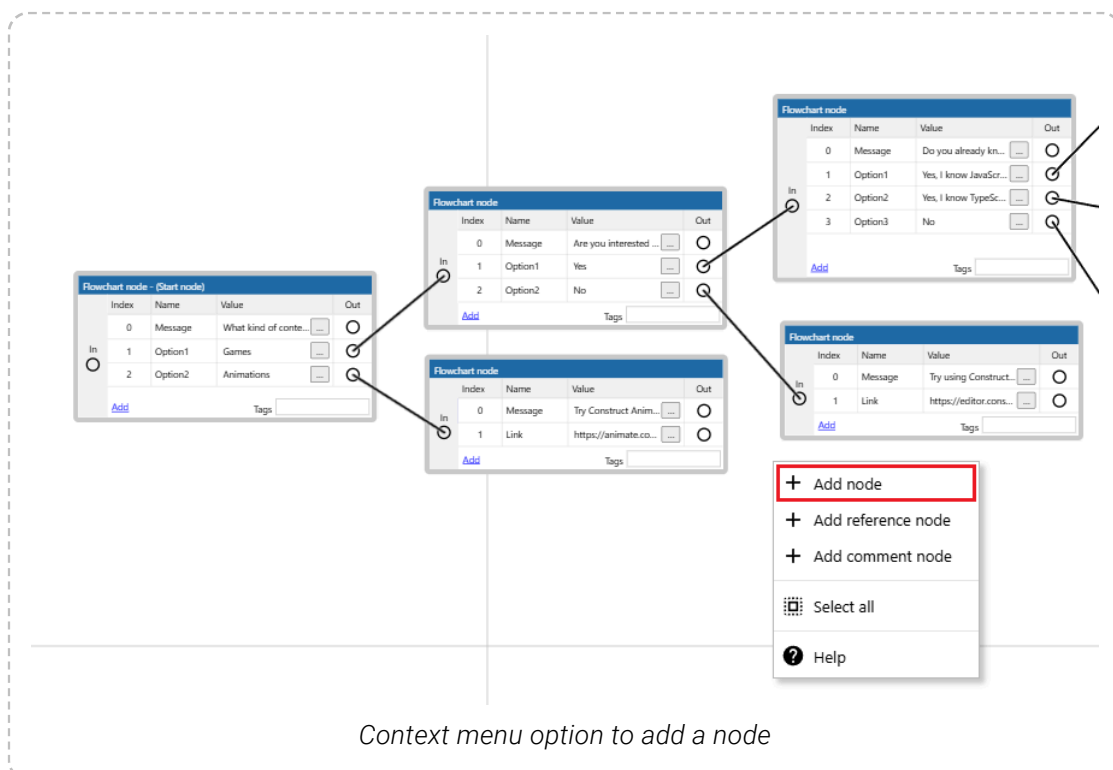 Flowchart node - (Start node)
Index Name Value Out
0 Message What kind of conte... ...
In
1 Option1 Games ...
2 Option2 Animations ...
Add Tags
Flowchart node
Index Name Value Out
0 Message Are you interested ... ...
In
1 Option1 Yes ...
2 Option2 No ...
Add Tags
Flowchart node
Index Name Value Out
0 Message Try Construct Anim... ...
In
1 Link https://animate.co... ...
Add Tags
Flowchart node
Index Name Value Out
0 Message Do you already kn... ...
1 Option1 Yes, I know JavaScr... ...
In
2 Option2 Yes, I know TypeSc... ...
3 Option3 No ...
Add Tags
Flowchart node
Index Name Value Out
0 Message Try using Construct... ...
In
1 Link https://editor.cons... ...
Add Tags
Add node
Add reference node
Add comment node
Select all
Help
Context menu option to add a node